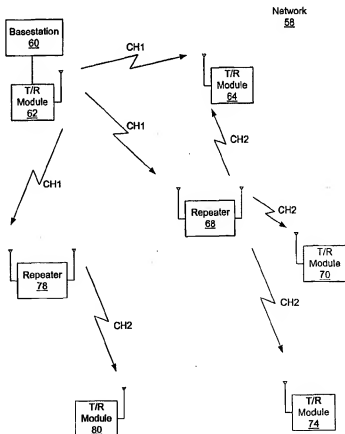 Network
58
Basestation
60
CH1
T/R
Module
62
T/R
Module
64
CH1
CH2
CH1
Repeater
68
CH2
T/R
Module
70
Repeater
78
CH2
CH2
T/R
Module
80
T/R
Module
74